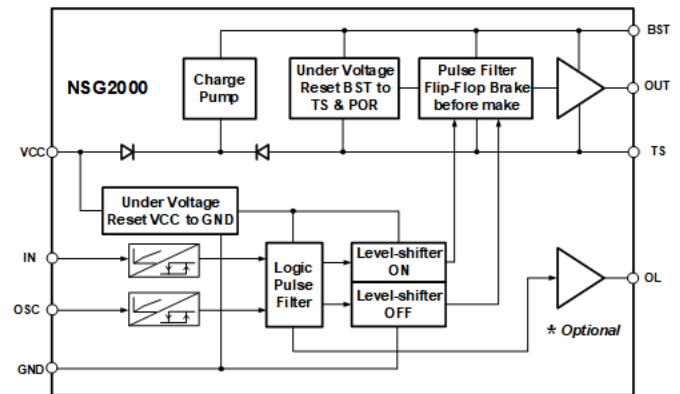 NSG2000
Charge
Pump
Under Voltage
Reset BST to
TS & POR
Pulse Filter
Flip-Flop Brake
before make
BST
OUT
VCC
TS
Under Voltage
Reset VCC to GND
IN
OSC
GND
Logic
Pulse
Filter
Level-shifter
ON
Level-shifter
OFF
OL
* Optional